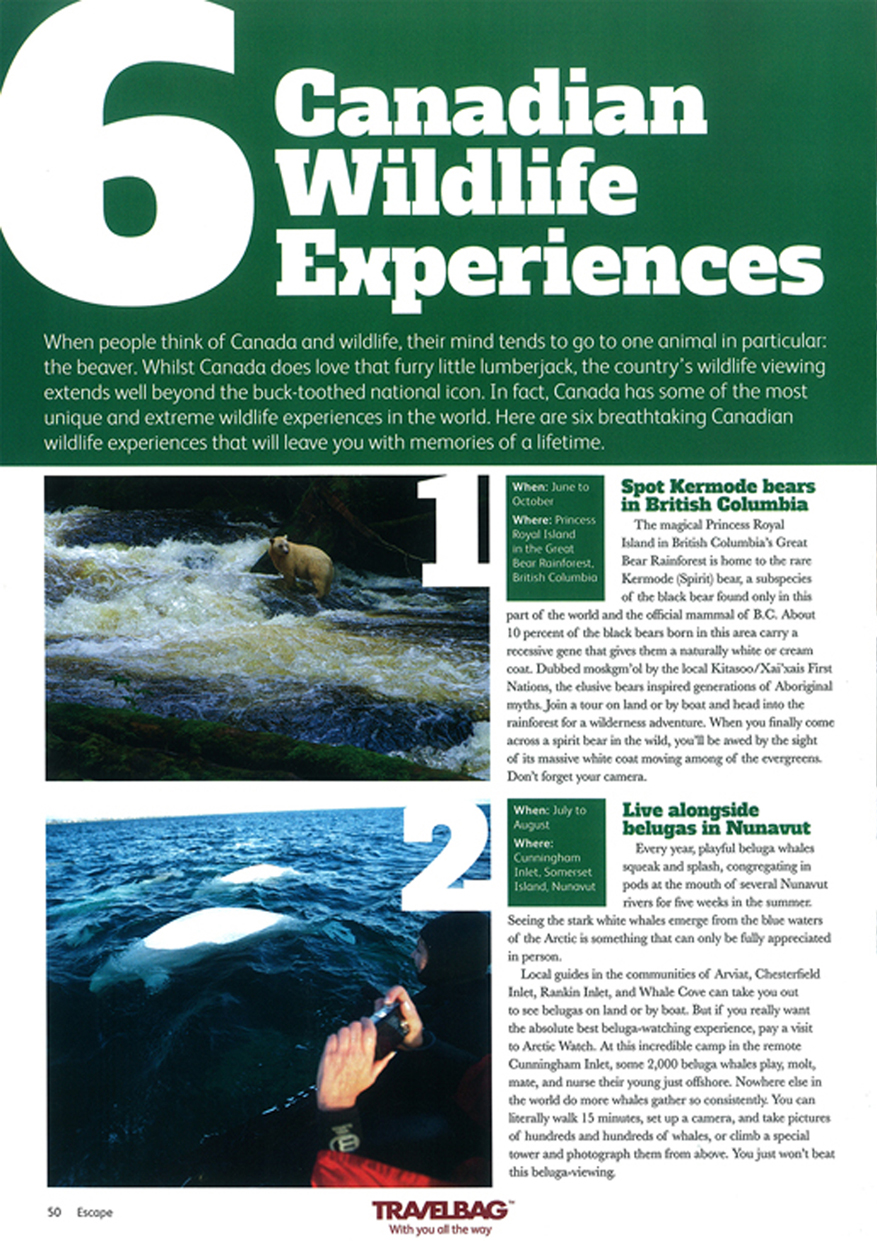 6
Canadian
Wildlife
Experiences
When people think of Canada and wildlife, their mind tends to go to one animal in particular:
the beaver. Whilst Canada does love that furry little lumberjack, the country's wildlife viewing
extends well beyond the buck-toothed national icon. In fact, Canada has some of the most
unique and extreme wildlife experiences in the world. Here are six breathtaking Canadian
wildlife experiences that will leave you with memories of a lifetime.
1
When: June to
October
Where: Princess
Royal Island
in the Great
Bear Rainforest,
British Columbia
Spot Kermode bears
in British Columbia
The magical Princess Royal
Island in British Columbia's Great
Bear Rainforest is home to the rare
Kermode (Spirit) bear, a subspecies
of the black bear found only in this
part of the world and the official mammal of B.C. About
10 percent of the black bears born in this area carry a
recessive gene that gives them a naturally white or cream
coat. Dubbed moskgm'ol by the local Kitasoo/Xai'xais First
Nations, the elusive bears inspired generations of Aboriginal
myths. Join a tour on land or by boat and head into the
rainforest for a wilderness adventure. When you finally come
across a spirit bear in the wild, you'll be awed by the sight
of its massive white coat moving among of the evergreens.
Don't forget your camera.
2
When: July to
August
Where:
Cunningham
Inlet, Somerset
Island, Nunavut
Live alongside
belugas in Nunavut
Every year, playful beluga whales
squeak and splash, congregating in
pods at the mouth of several Nunavut
rivers for five weeks in the summer.
Seeing the stark white whales emerge from the blue waters
of the Arctic is something that can only be fully appreciated
in person.
Local guides in the communities of Arviat, Chesterfield
Inlet, Rankin Inlet, and Whale Cove can take you out
to see belugas on land or by boat. But if you really want
the absolute best beluga-watching experience, pay a visit
to Arctic Watch. At this incredible camp in the remote
Cunningham Inlet, some 2,000 beluga whales play, molt,
mate, and nurse their young just offshore. Nowhere else in
the world do more whales gather so consistently. You can
literally walk 15 minutes, set up a camera, and take pictures
of hundreds and hundreds of whales, or climb a special
tower and photograph them from above. You just won't beat
this beluga-viewing.
50 Escape
TRAVELBAG™
With you all the way